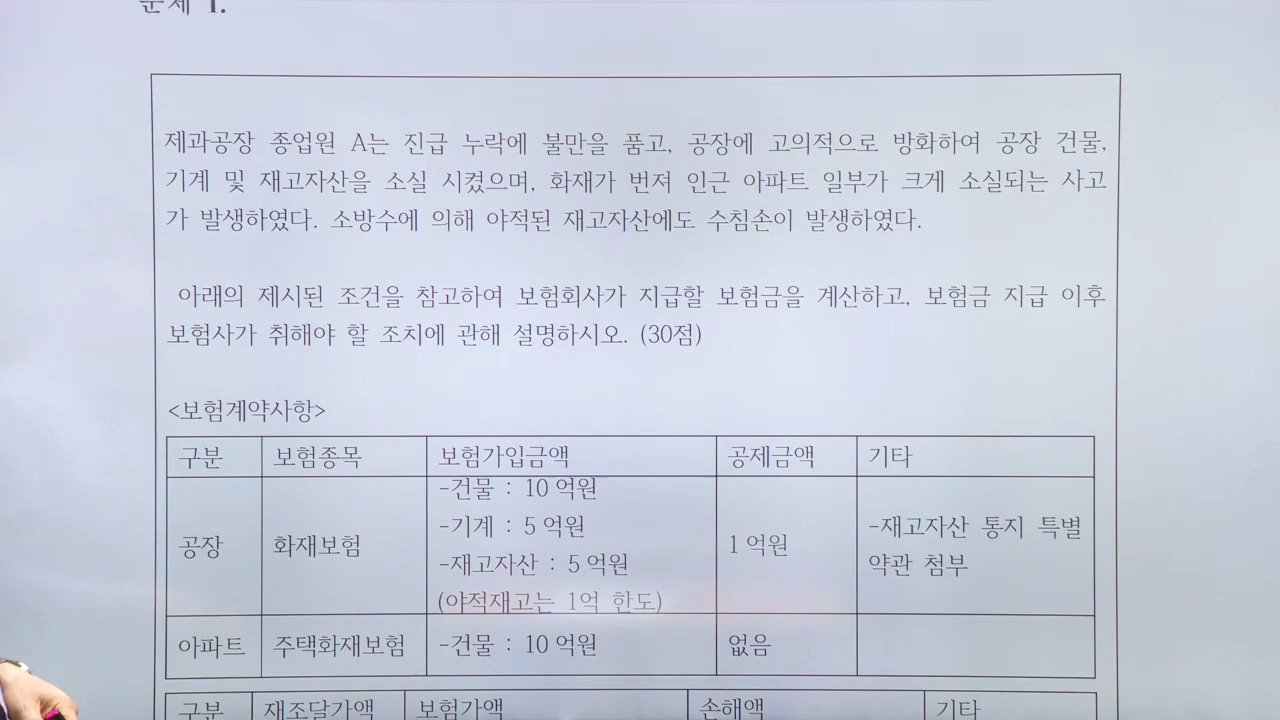 문제 1.
제과공장 종업원 A는 진급 누락에 불만을 품고, 공장에 고의적으로 방화하여 공장 건물,
기계 및 재고자산을 소실 시켰으며, 화재가 번져 인근 아파트 일부가 크게 소실되는 사고
가 발생하였다. 소방수에 의해 야적된 재고자산에도 수침손이 발생하였다.
아래의 제시된 조건을 참고하여 보험회사가 지급할 보험금을 계산하고, 보험금 지급 이후
보험사가 취해야 할 조치에 관해 설명하시오. (30점)
<보험계약사항>
구분 보험종목 보험가입금액 공제금액 기타
공장 화재보험 -건물 : 10억원
-기계 : 5억원
-재고자산 : 5억원
(야적재고는 1억 한도)
1억원 -재고자산 통지 특별
약관 첨부
아파트 주택화재보험 -건물 : 10억원 없음
구분 재조달가액 보험가액 손해액 기타